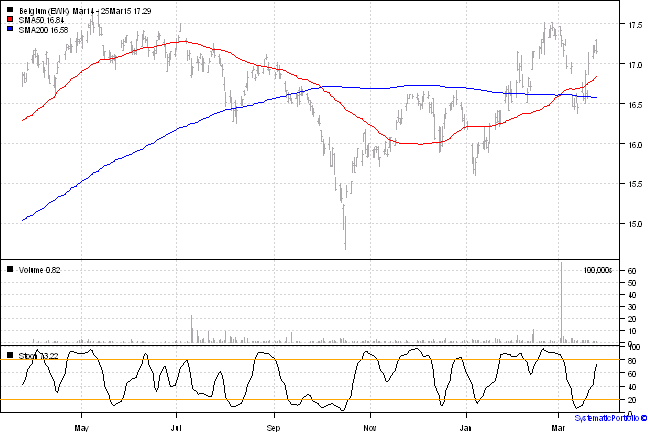 Belgium (EWK) Mar14 - 25Mar15 17.29
SMA50 16.84
SMA200 16.58
17.5
17.0
16.5
16.0
15.5
15.0
Volume 0.82
100,000s
60
50
40
30
20
10
0
Stoch 73.22
100
80
60
40
20
0
May
Jul
Sep
Nov
Jan
Mar
SystematicPortfolio ©